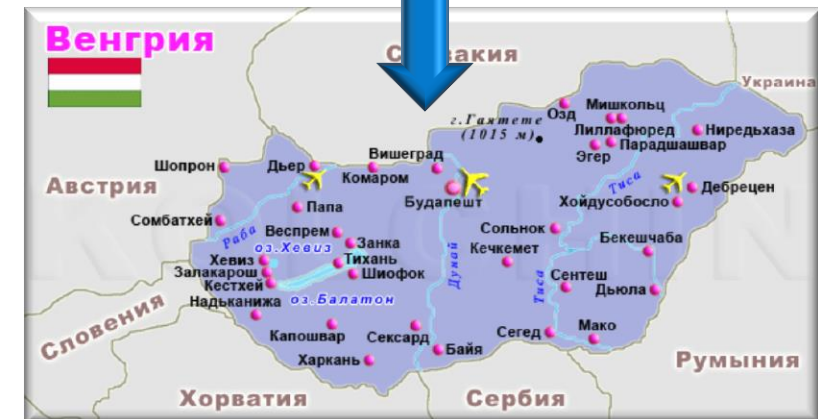 Венгрия
С
вакия
Украина
г.Гаятете
(1015 м)
Озд
Мишкольц
Лиллафюред
Ниредьхаза
Парадшашвар
Эгер
Вишеград
Шопрон
Дьер
Комаром
Австрия
Папа
Будапешт
Тиса
Дебрецен
Хойдусобосло
Сомбатхей
Раба
Веспрем
Занка
Сольнок
Бекешчаба
оз.Хевиз
Кечкемет
Хевиз
Тихань
Залакарош
Шиофок
Дунай
Сентеш
Кестхей
оз.Балатон
Тиса
Дьюла
Надьканижа
Словения
Капошвар
Сексард
Сегед
Мако
Харкань
Байя
Румыния
Хорватия
Сербия